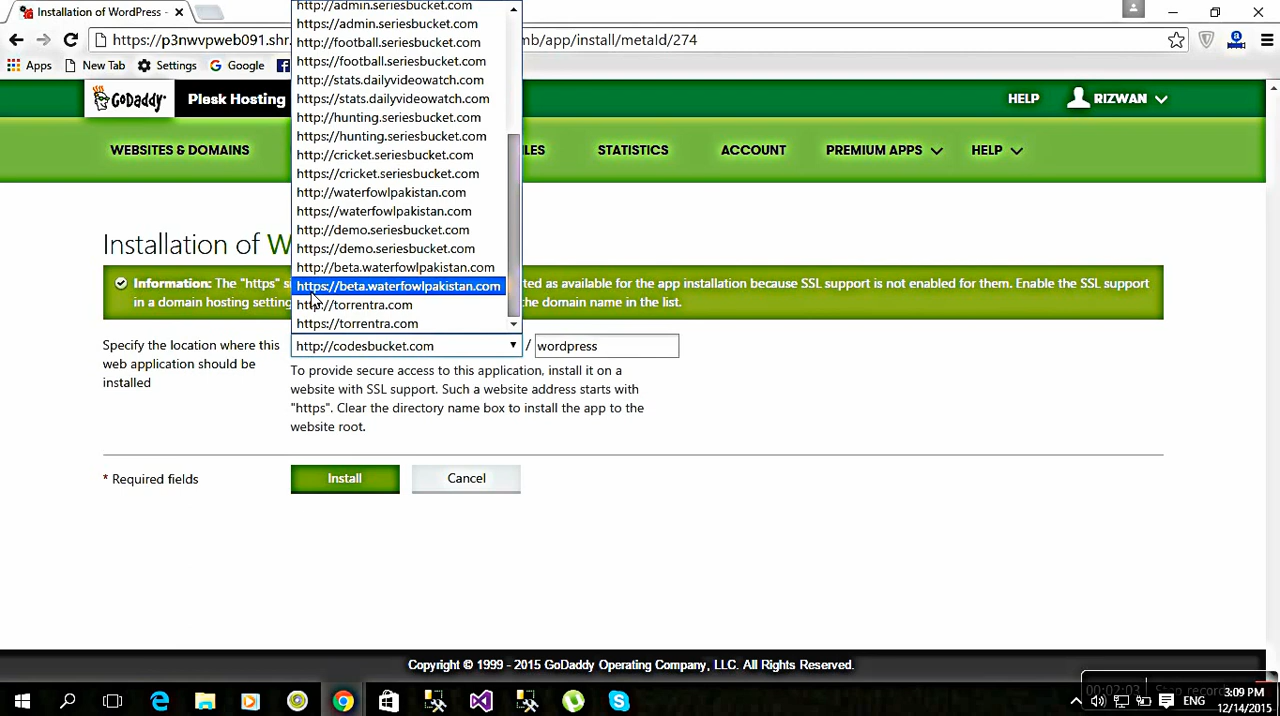 Installation of WordPress -
https://p3nwvpweb091.shr.
mb/app/install/metaId/274
Apps
New Tab
Settings
Google
GoDaddy
Plesk Hosting
HELP
RIZWAN
WEBSITES & DOMAINS
LES
STATISTICS
ACCOUNT
PREMIUM APPS
HELP
http://admin.seriesbucket.com
https://admin.seriesbucket.com
http://football.seriesbucket.com
https://football.seriesbucket.com
http://stats.dailyvideowatch.com
https://stats.dailyvideowatch.com
http://hunting.seriesbucket.com
https://hunting.seriesbucket.com
http://cricket.seriesbucket.com
https://cricket.seriesbucket.com
http://waterfowlpakistan.com
https://waterfowlpakistan.com
http://demo.seriesbucket.com
https://demo.seriesbucket.com
http://beta.waterfowlpakistan.com
https://beta.waterfowlpakistan.com
http://torrentra.com
https://torrentra.com
Installation of W
Information: The "https" si
ted as available for the app installation because SSL support is not enabled for them. Enable the SSL support
in a domain hosting setting
the domain name in the list.
Specify the location where this
web application should be
installed
http://codesbucket.com
/ wordpress
To provide secure access to this application, install it on a
website with SSL support. Such a website address starts with
"https". Clear the directory name box to install the app to the
website root.
* Required fields
Install
Cancel
Copyright © 1999 - 2015 GoDaddy Operating Company, LLC. All Rights Reserved.
00:02:03
Stop record
ENG
3:09 PM
12/14/2015